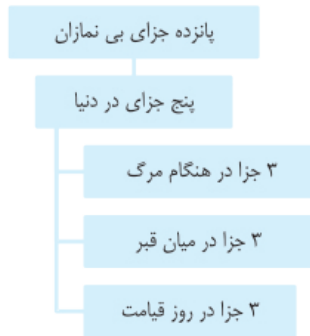 پانزده جزای بی نمازان
پنج جزای در دنیا
۳ جزا در هنگام مرگ
۳ جزا در میان قبر
۳ جزا در روز قیامت